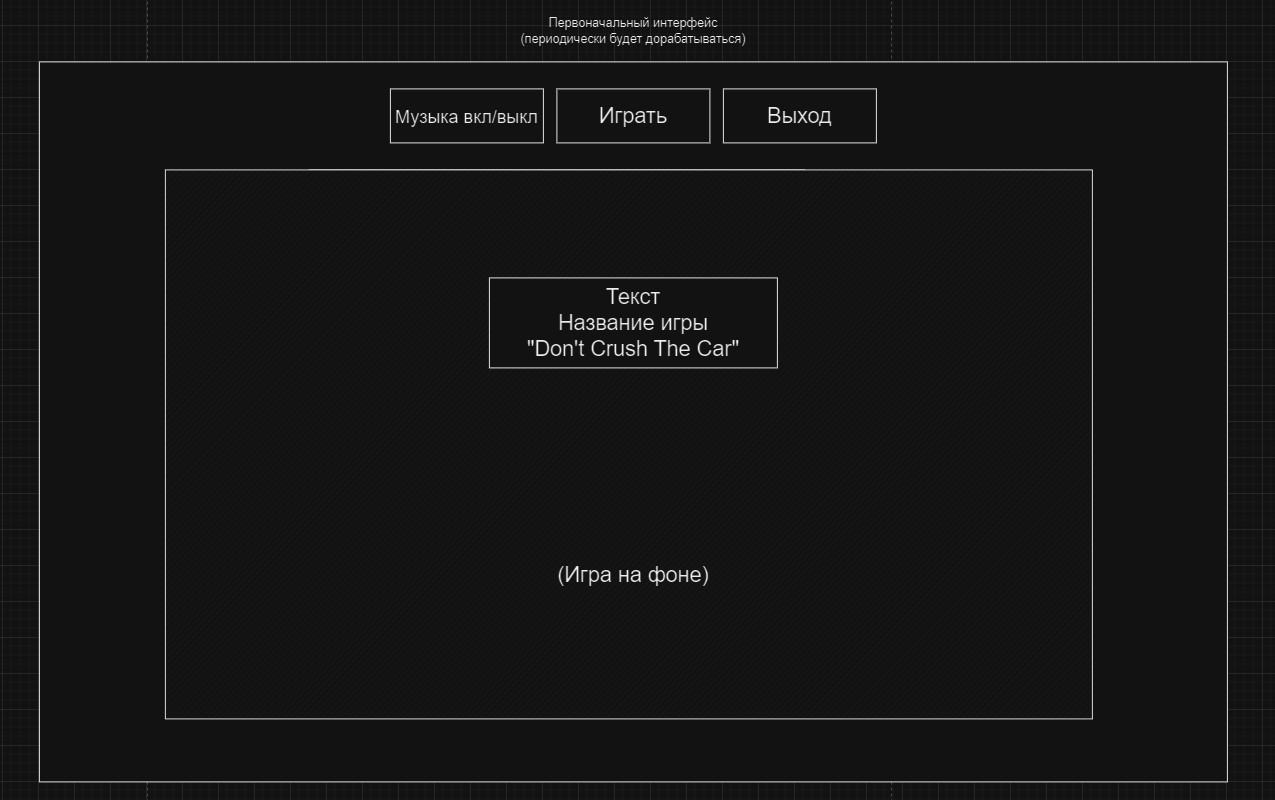 Первоначальный интерфейс
(периодически будет дорабатываться)
Музыка вкл/выкл
Играть
Выход
Текст
Название игры
"Don't Crush The Car"
(Игра на фоне)